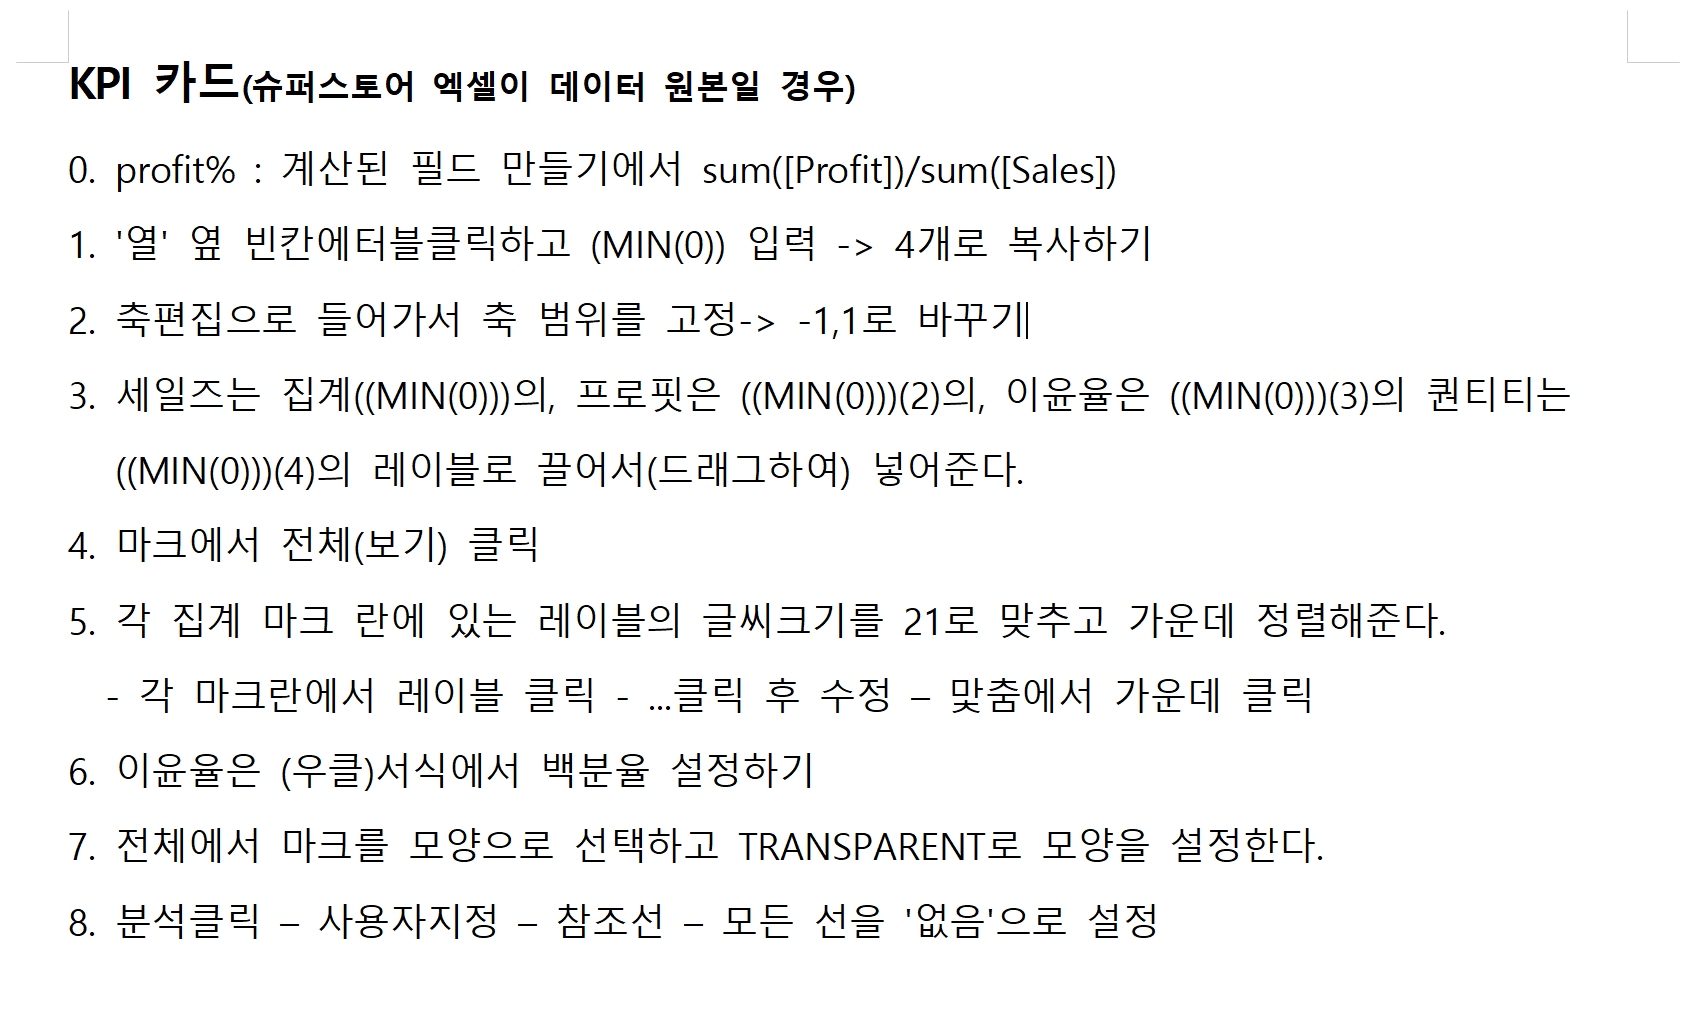 KPI 카드(슈퍼스토어 엑셀이 데이터 원본일 경우)
0. profit% : 계산된 필드 만들기에서 sum([Profit])/sum([Sales])
1. '열' 옆 빈칸에터블클릭하고 (MIN(0)) 입력 -> 4개로 복사하기
2. 축편집으로 들어가서 축 범위를 고정-> -1,1로 바꾸기
3. 세일즈는 집계((MIN(0)))의, 프로핏은 ((MIN(0)))(2)의, 이윤율은 ((MIN(0)))(3)의 퀀티티는
((MIN(0)))(4)의 레이블로 끌어서(드래그하여) 넣어준다.
4. 마크에서 전체(보기) 클릭
5. 각 집계 마크 란에 있는 레이블의 글씨크기를 21로 맞추고 가운데 정렬해준다.
- 각 마크란에서 레이블 클릭 - ...클릭 후 수정 – 맟춤에서 가운데 클릭
6. 이윤율은 (우클)서식에서 백분율 설정하기
7. 전체에서 마크를 모양으로 선택하고 TRANSPARENT로 모양을 설정한다.
8. 분석클릭 – 사용자지정 – 참조선 – 모든 선을 '없음'으로 설정